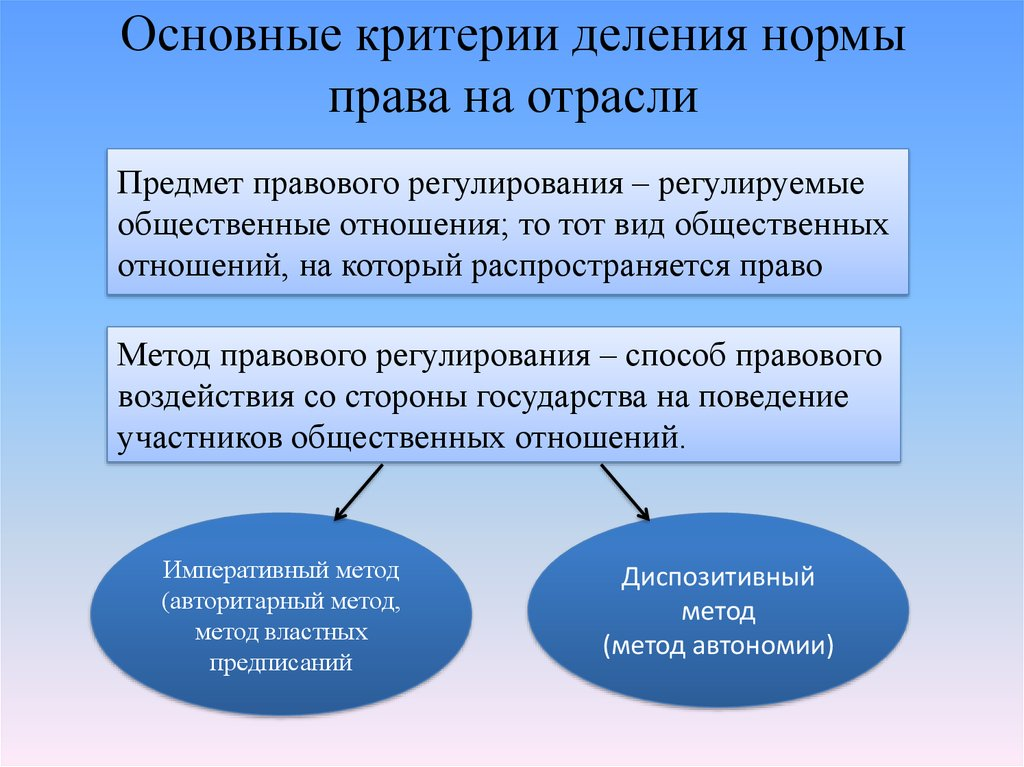 Основные критерии деления нормы
права на отрасли
Предмет правового регулирования – регулируемые
общественные отношения; то тот вид общественных
отношений, на который распространяется право
Метод правового регулирования – способ правового
воздействия со стороны государства на поведение
участников общественных отношений.
Императивный метод
(авторитарный метод,
метод властных
предписаний
Диспозитивный
метод
(метод автономии)